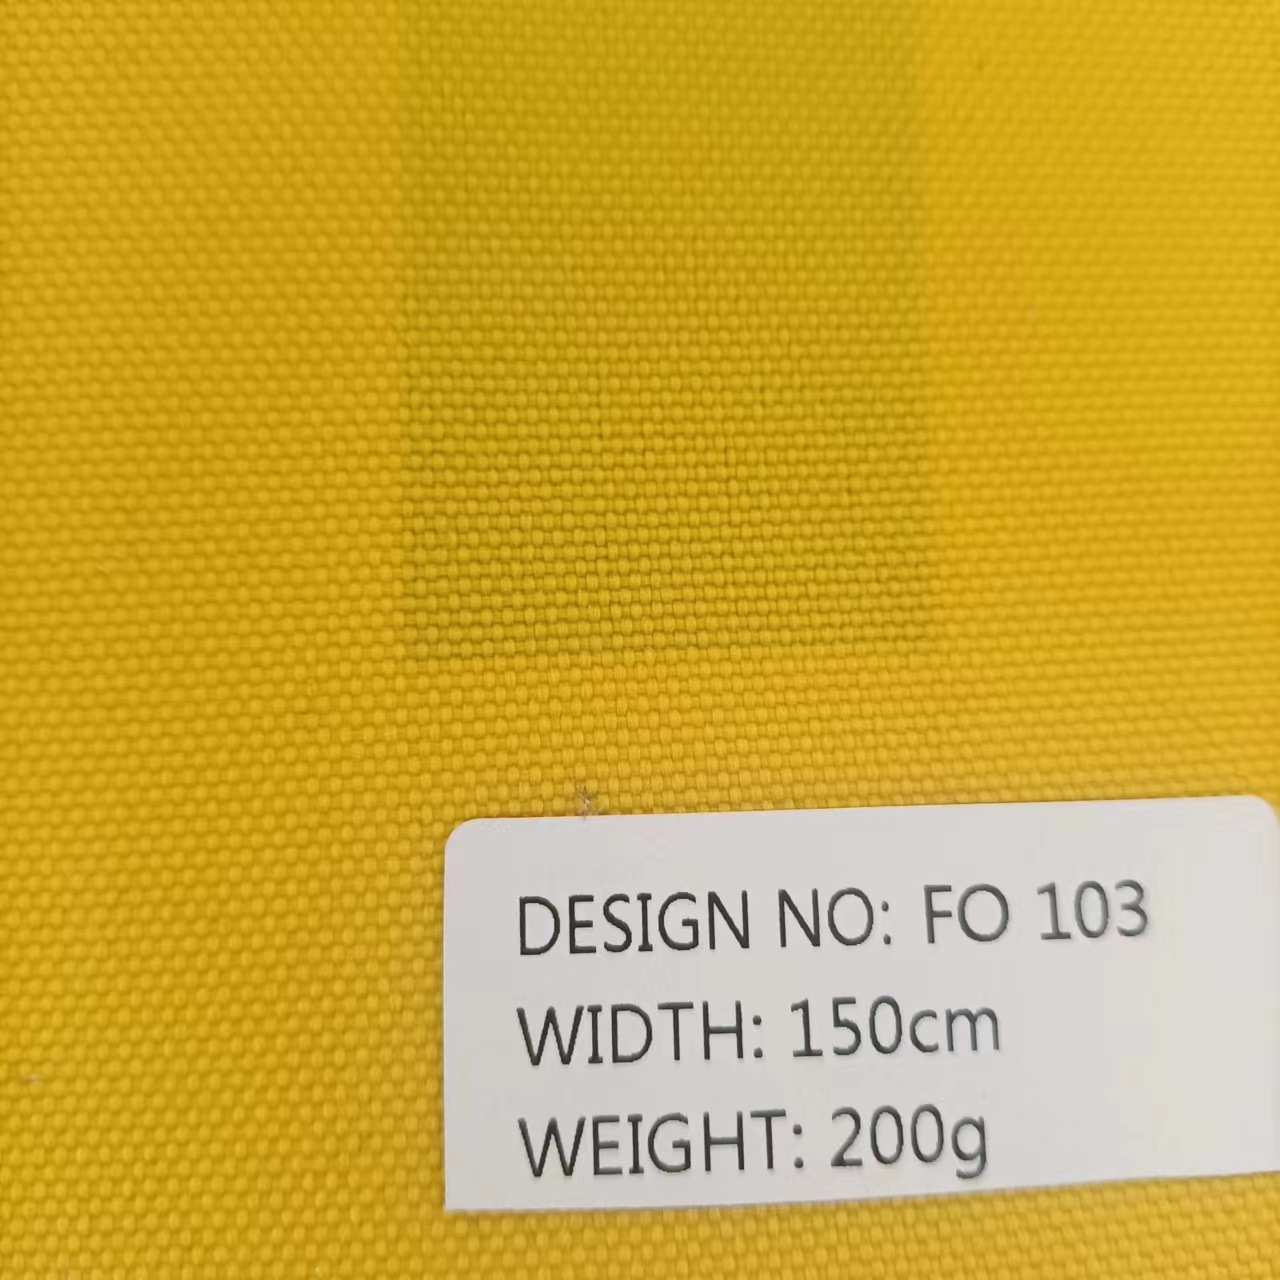 DESIGN NO: FO 103
WIDTH: 150cm
WEIGHT: 200g